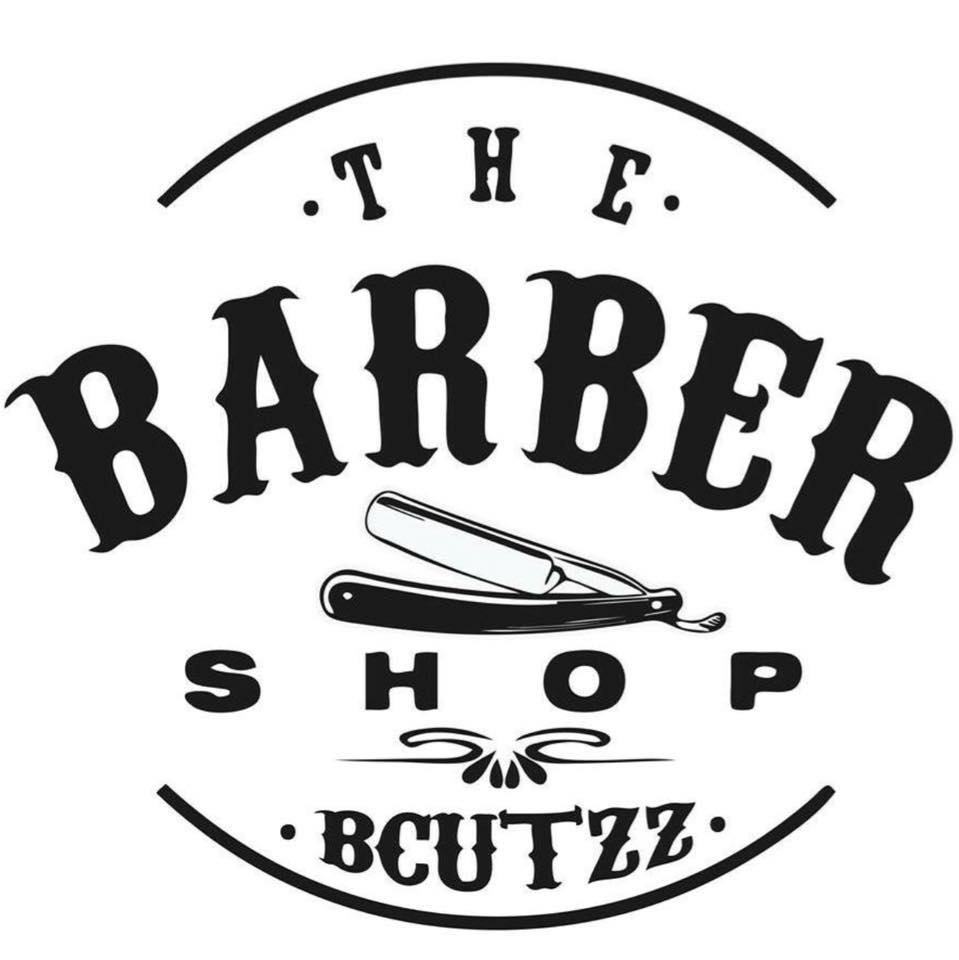 · THE ·
BARBER
SHOP
· BCUTZZ ·